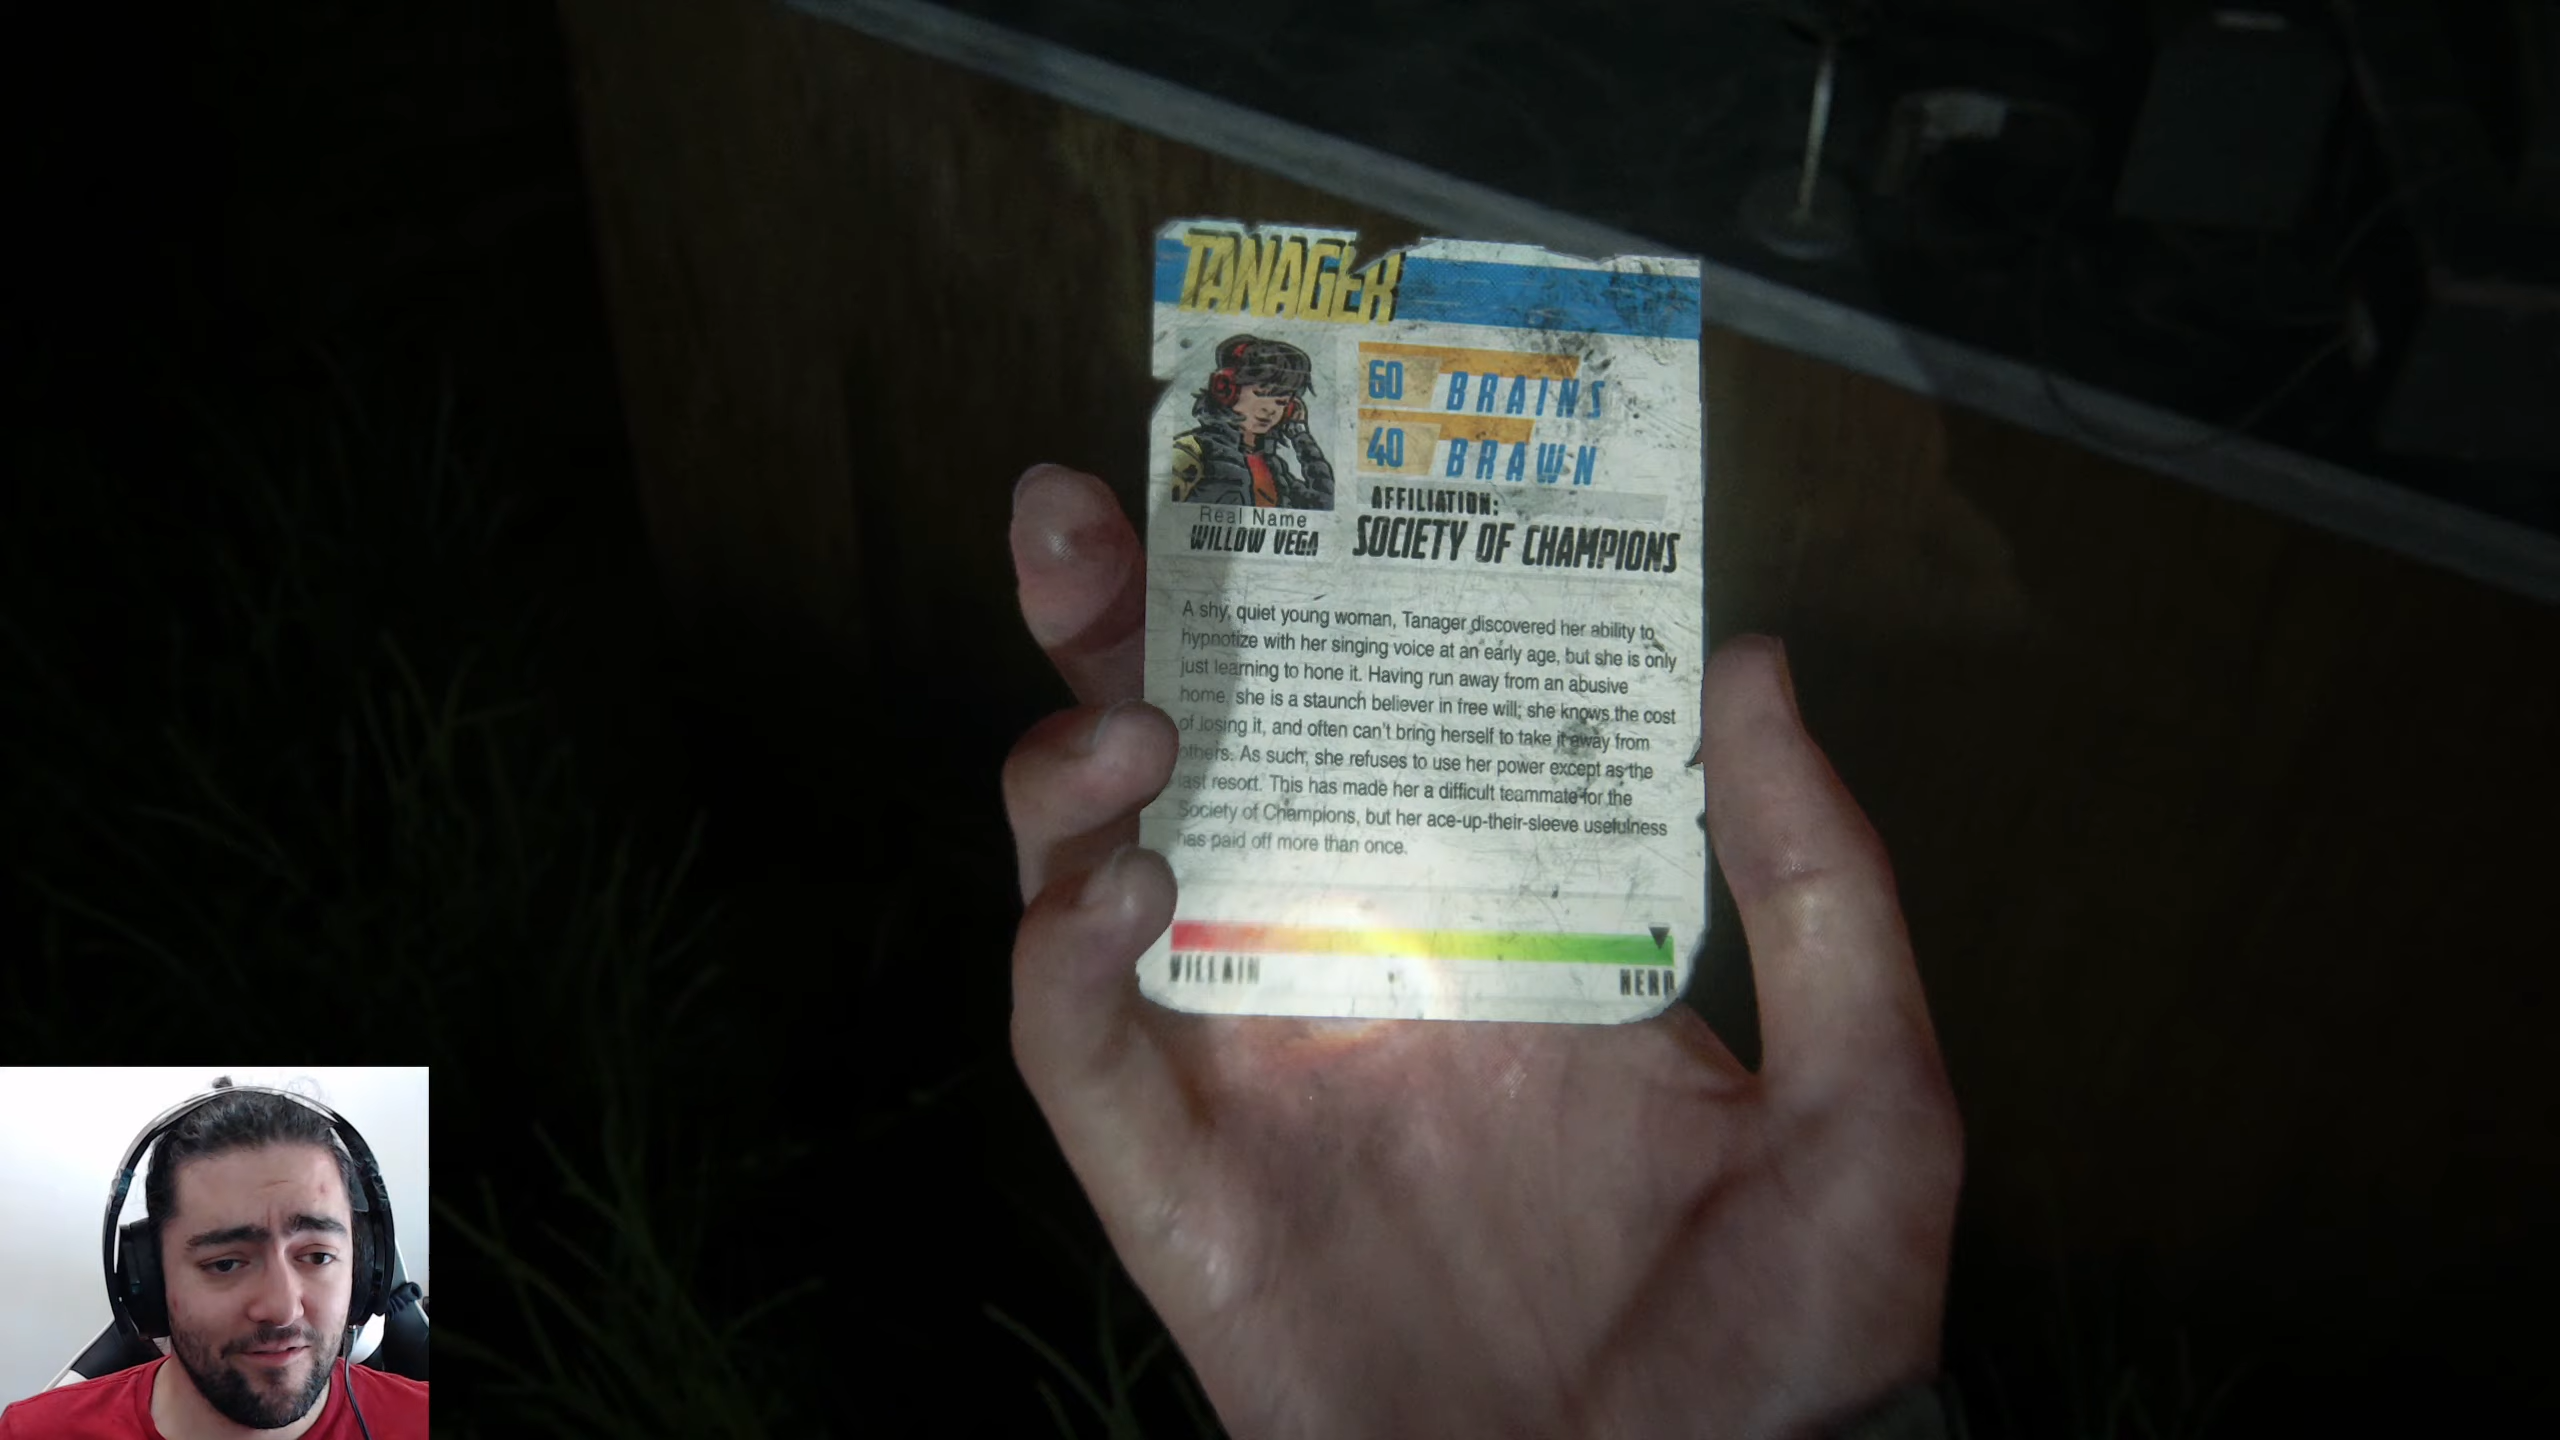 TANAGER
60 BRAINS
40 BRAWN
AFFILIATION:
SOCIETY OF CHAMPIONS
Real Name
WILLOW VEGA
A shy, quiet young woman, Tanager discovered her ability to
hypnotize with her singing voice at an early age, but she is only
just learning to hone it. Having run away from an abusive
home, she is a staunch believer in free will; she knows the cost
of losing it, and often can't bring herself to take it away from
others. As such, she refuses to use her power except as the
last resort. This has made her a difficult teammate for the
Society of Champions, but her ace-up-their-sleeve usefulness
has paid off more than once.
VILLAIN
HERO